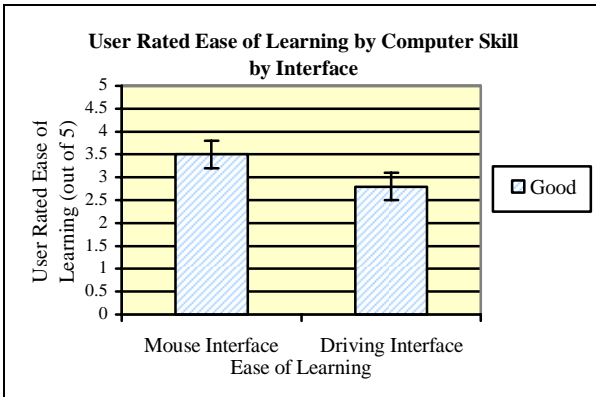 User Rated Ease of Learning by Computer Skill
by Interface
User Rated Ease of
Learning (out of 5)
5
4.5
4
3.5
3
2.5
2
1.5
1
0.5
0
Mouse Interface Driving Interface
Ease of Learning
Good